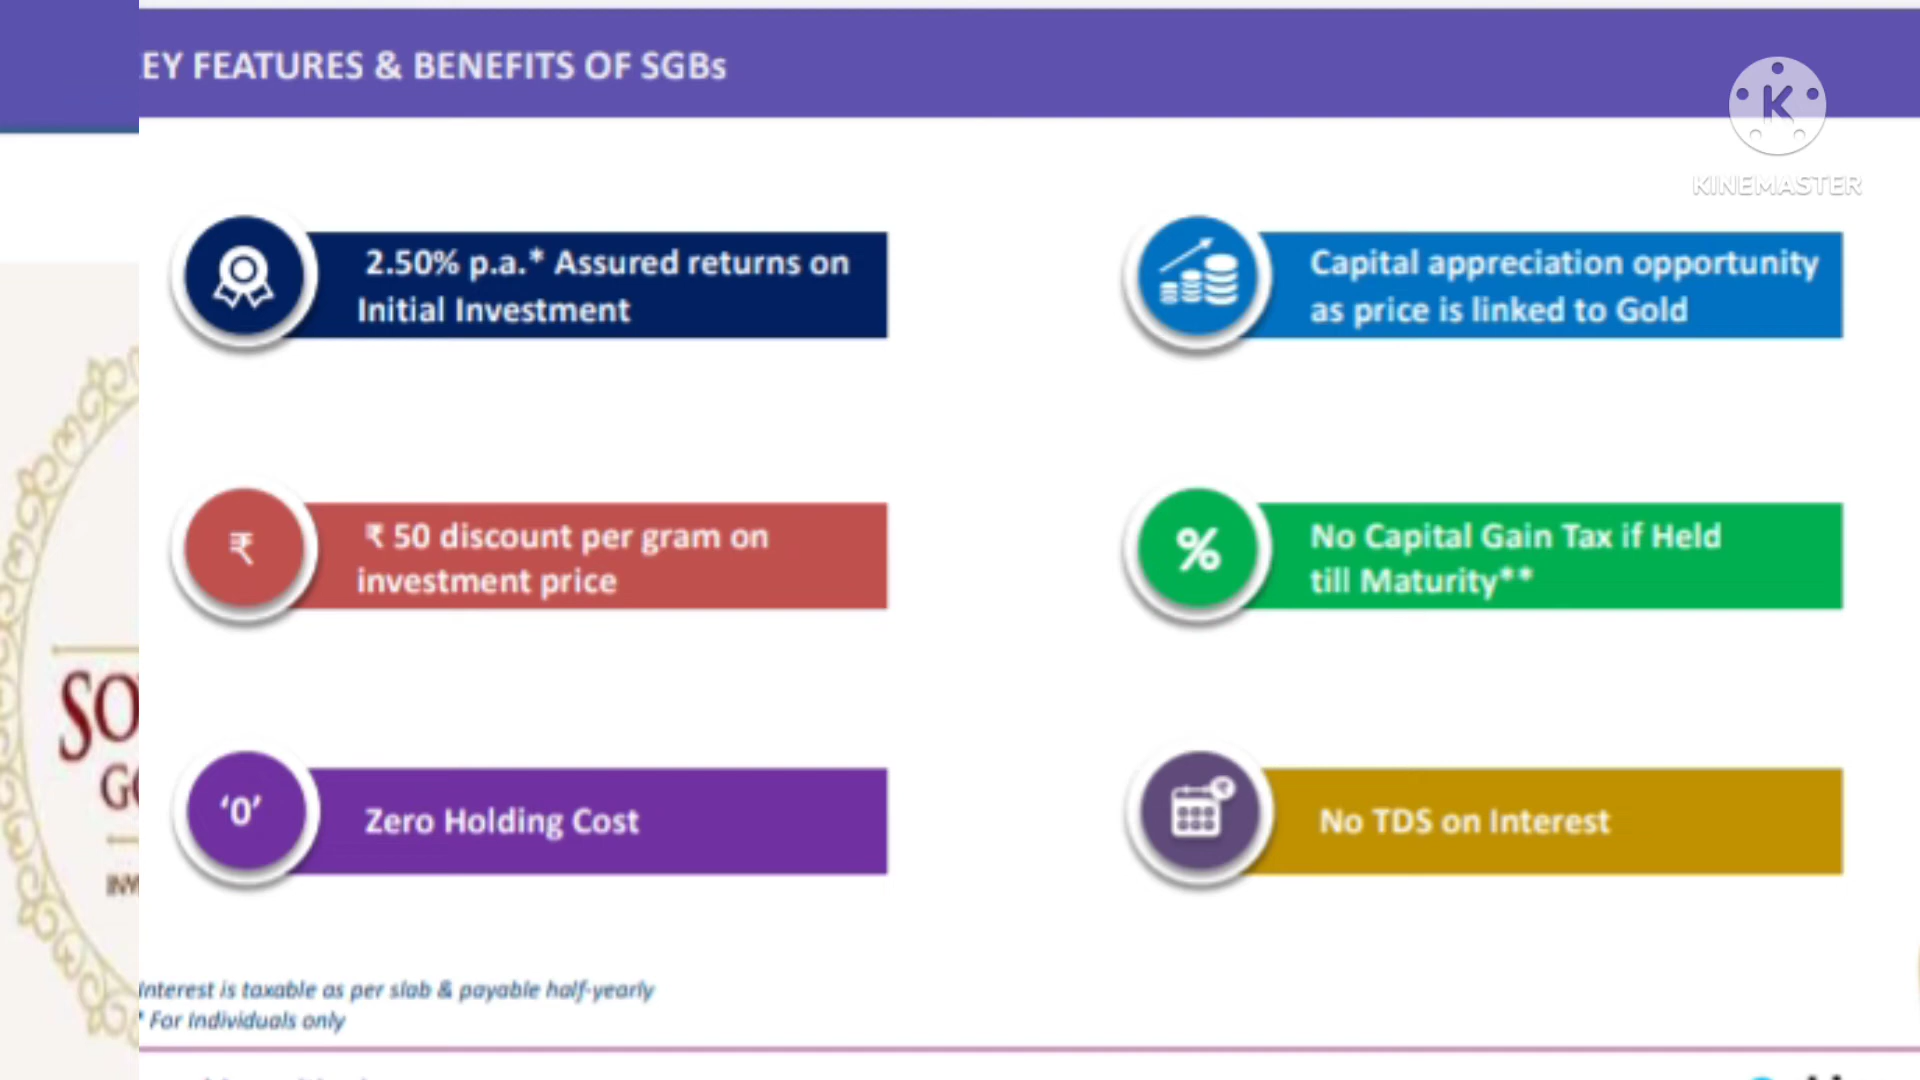 EY FEATURES & BENEFITS OF SGBs
KINEMASTER
2.50% p.a.* Assured returns on
Initial Investment
Capital appreciation opportunity
as price is linked to Gold
₹
₹ 50 discount per gram on
investment price
%
No Capital Gain Tax if Held
till Maturity**
SO
GO
INV
‘0’
Zero Holding Cost
No TDS on Interest
Interest is taxable as per slab & payable half-yearly
* For Individuals only